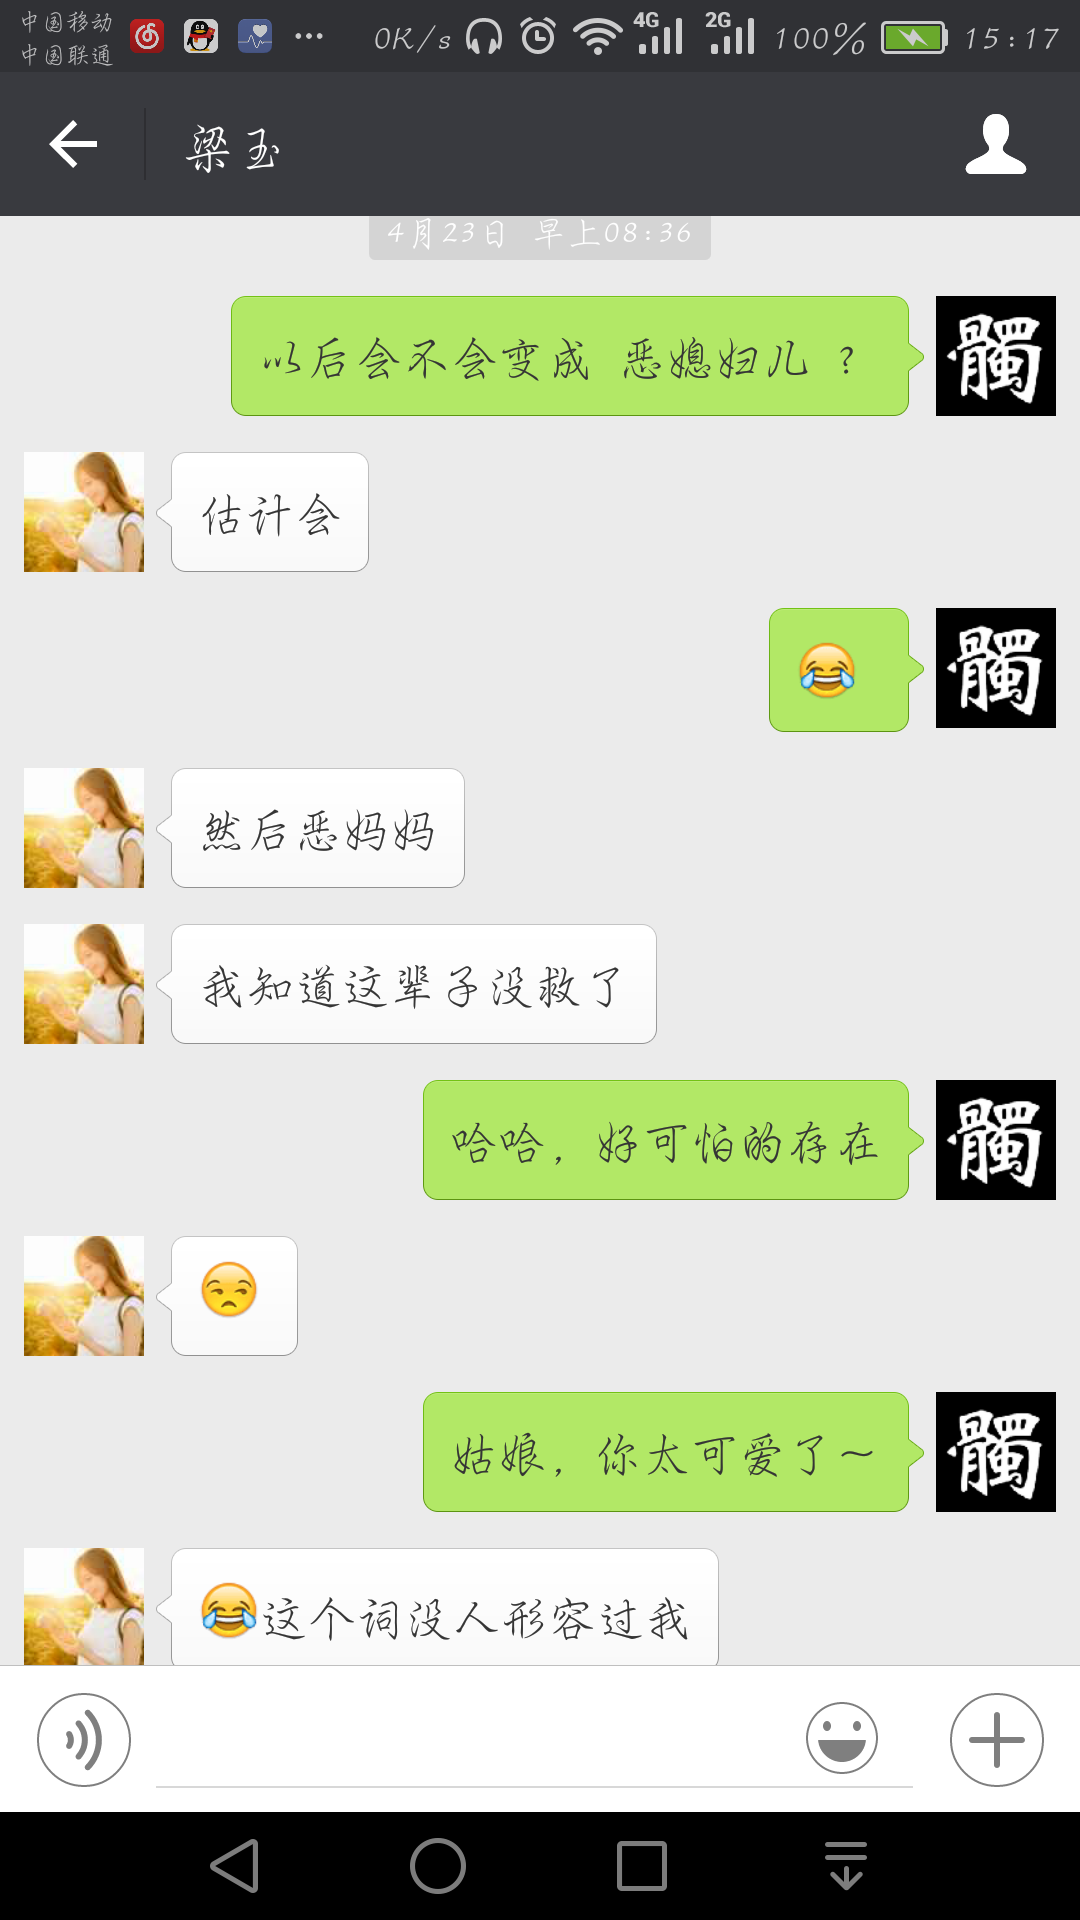 中国移动
中国联通
0K/s
4G
2G
100%
15:17
梁玉
4月23日 早上08:36
以后会不会变成 恶媳妇儿 ?
髑
估计会
😂
髑
然后恶妈妈
我知道这辈子没救了
哈哈，好可怕的存在
髑
😒
姑娘，你太可爱了~
髑
😂这个词没人形容过我